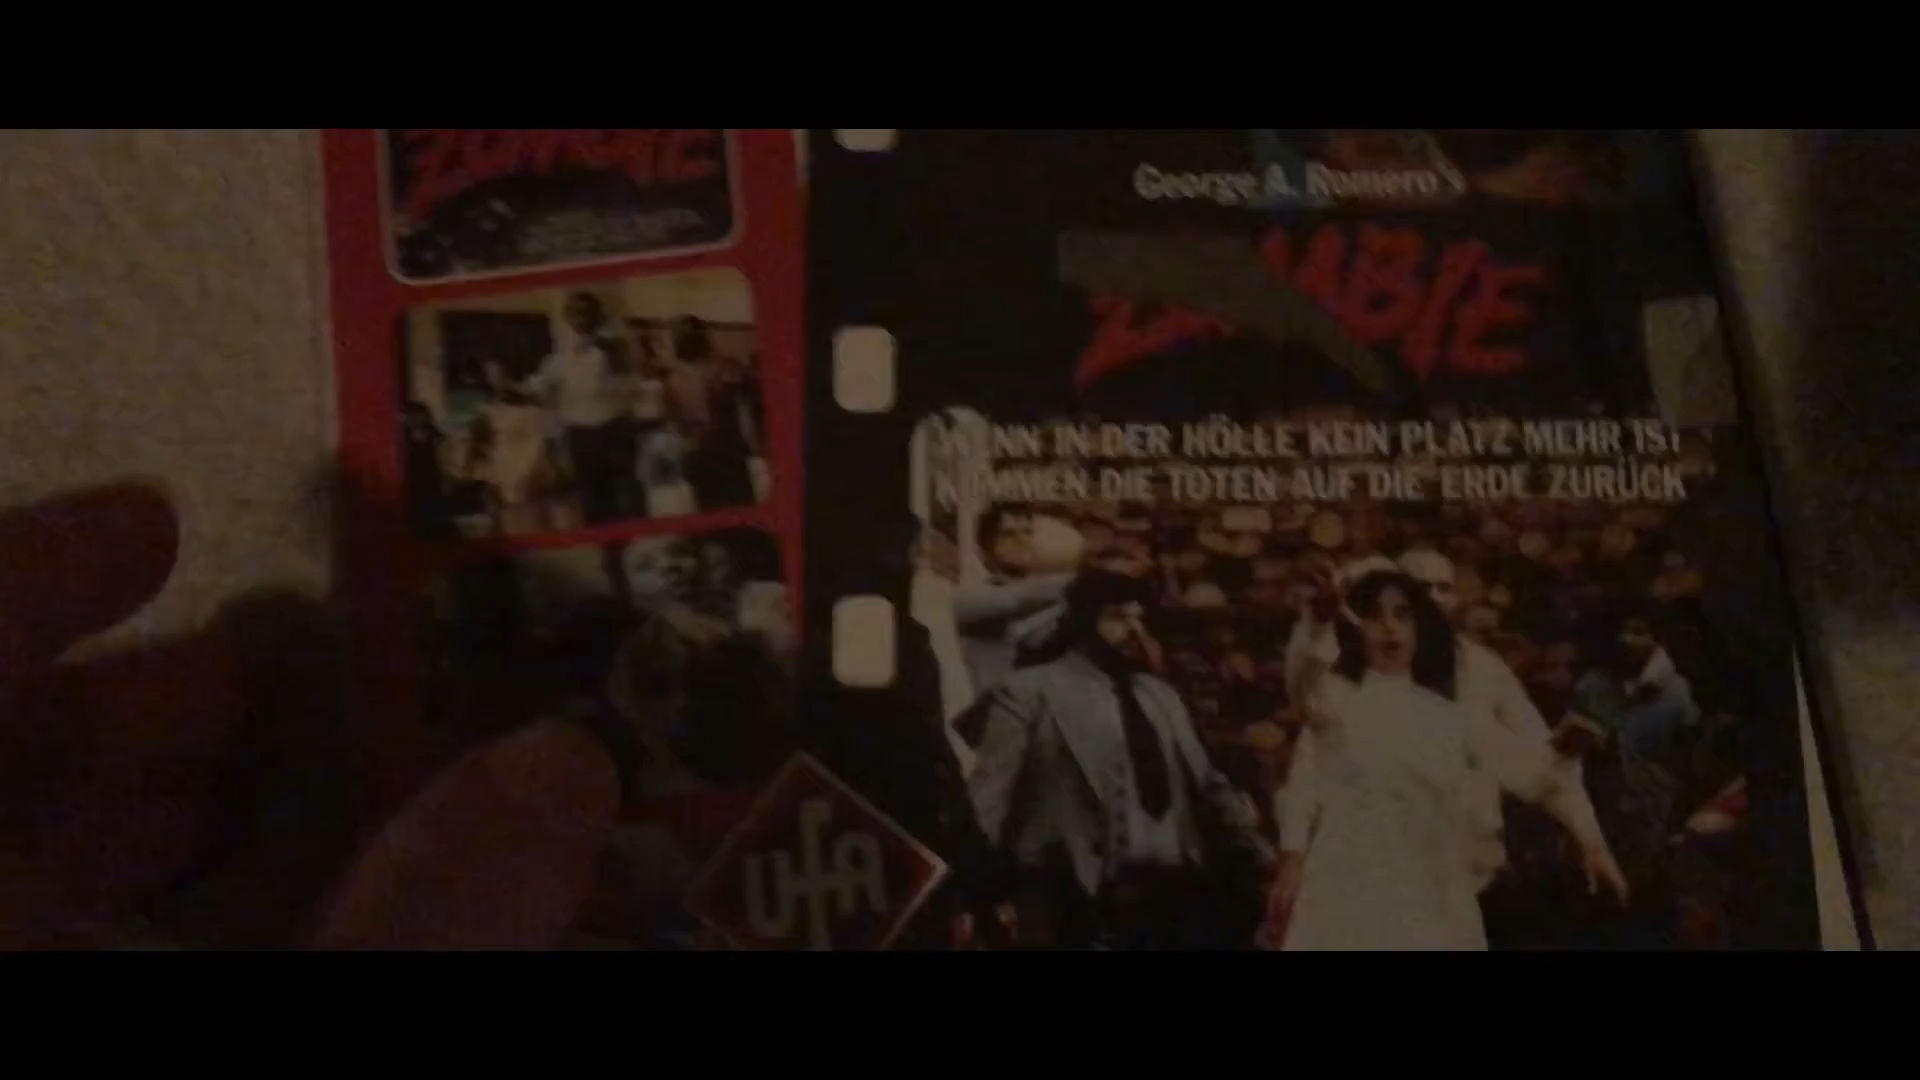 ZOMBIE
George A. Romero's
ZOMBIE
WENN IN DER HÖLLE KEIN PLATZ MEHR IST
KOMMEN DIE TOTEN AUF DIE ERDE ZURÜCK
UfA